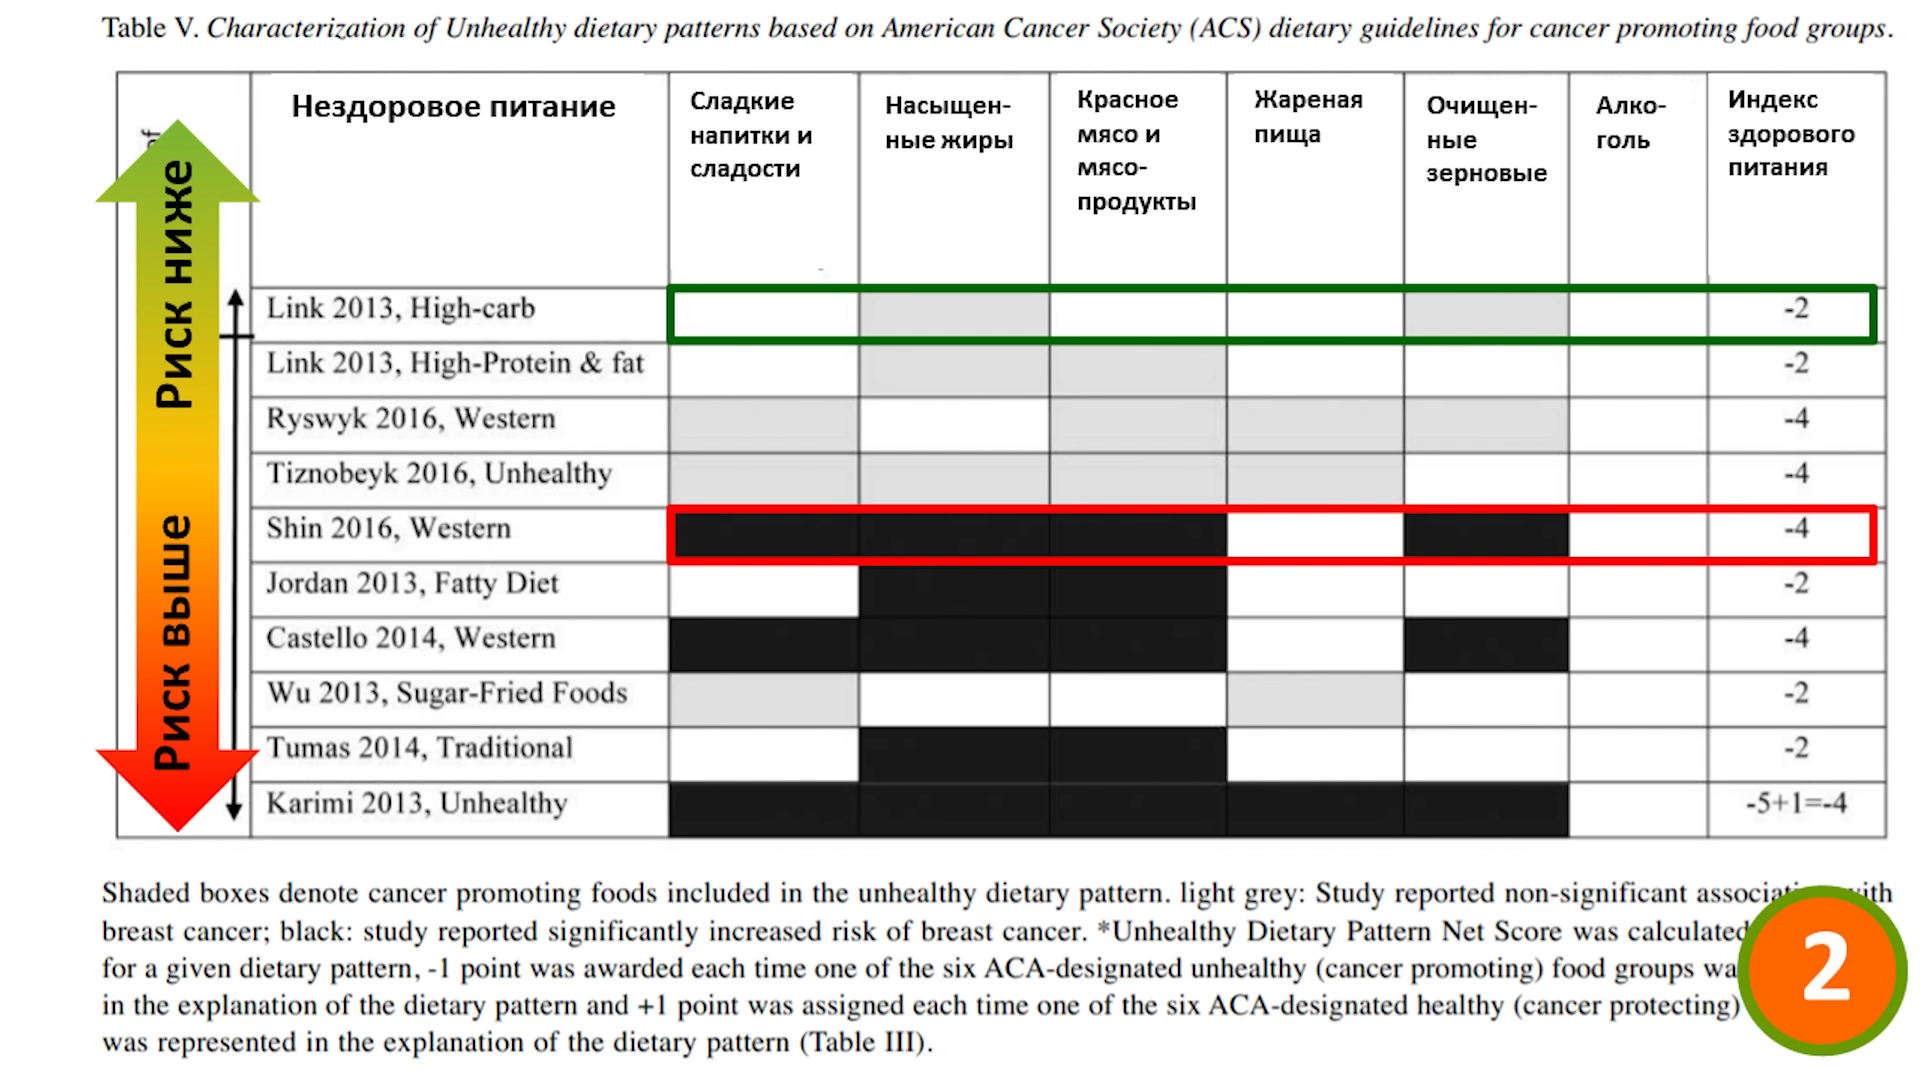 Table V. Characterization of Unhealthy dietary patterns based on American Cancer Society (ACS) dietary guidelines for cancer promoting food groups.
Риск ниже
Риск выше
Нездоровое питание
Сладкие
напитки и
сладости
Насыщен-
ные жиры
Красное
мясо и
мясо-
продукты
Жареная
пища
Очищен-
ные
зерновые
Алко-
голь
Индекс
здорового
питания
Link 2013, High-carb -2
Link 2013, High-Protein & fat -2
Ryswyk 2016, Western -4
Tiznobeyk 2016, Unhealthy -4
Shin 2016, Western -4
Jordan 2013, Fatty Diet -2
Castello 2014, Western -4
Wu 2013, Sugar-Fried Foods -2
Tumas 2014, Traditional -2
Karimi 2013, Unhealthy -5+1=-4
Shaded boxes denote cancer promoting foods included in the unhealthy dietary pattern. light grey: Study reported non-significant
breast cancer; black: study reported significantly increased risk of breast cancer. *Unhealthy Dietary Pattern Net Score was calculated
for a given dietary pattern, -1 point was awarded each time one of the six ACA-designated unhealthy (cancer promoting) food groups
in the explanation of the dietary pattern and +1 point was assigned each time one of the six ACA-designated healthy (cancer protecting)
was represented in the explanation of the dietary pattern (Table III).
2